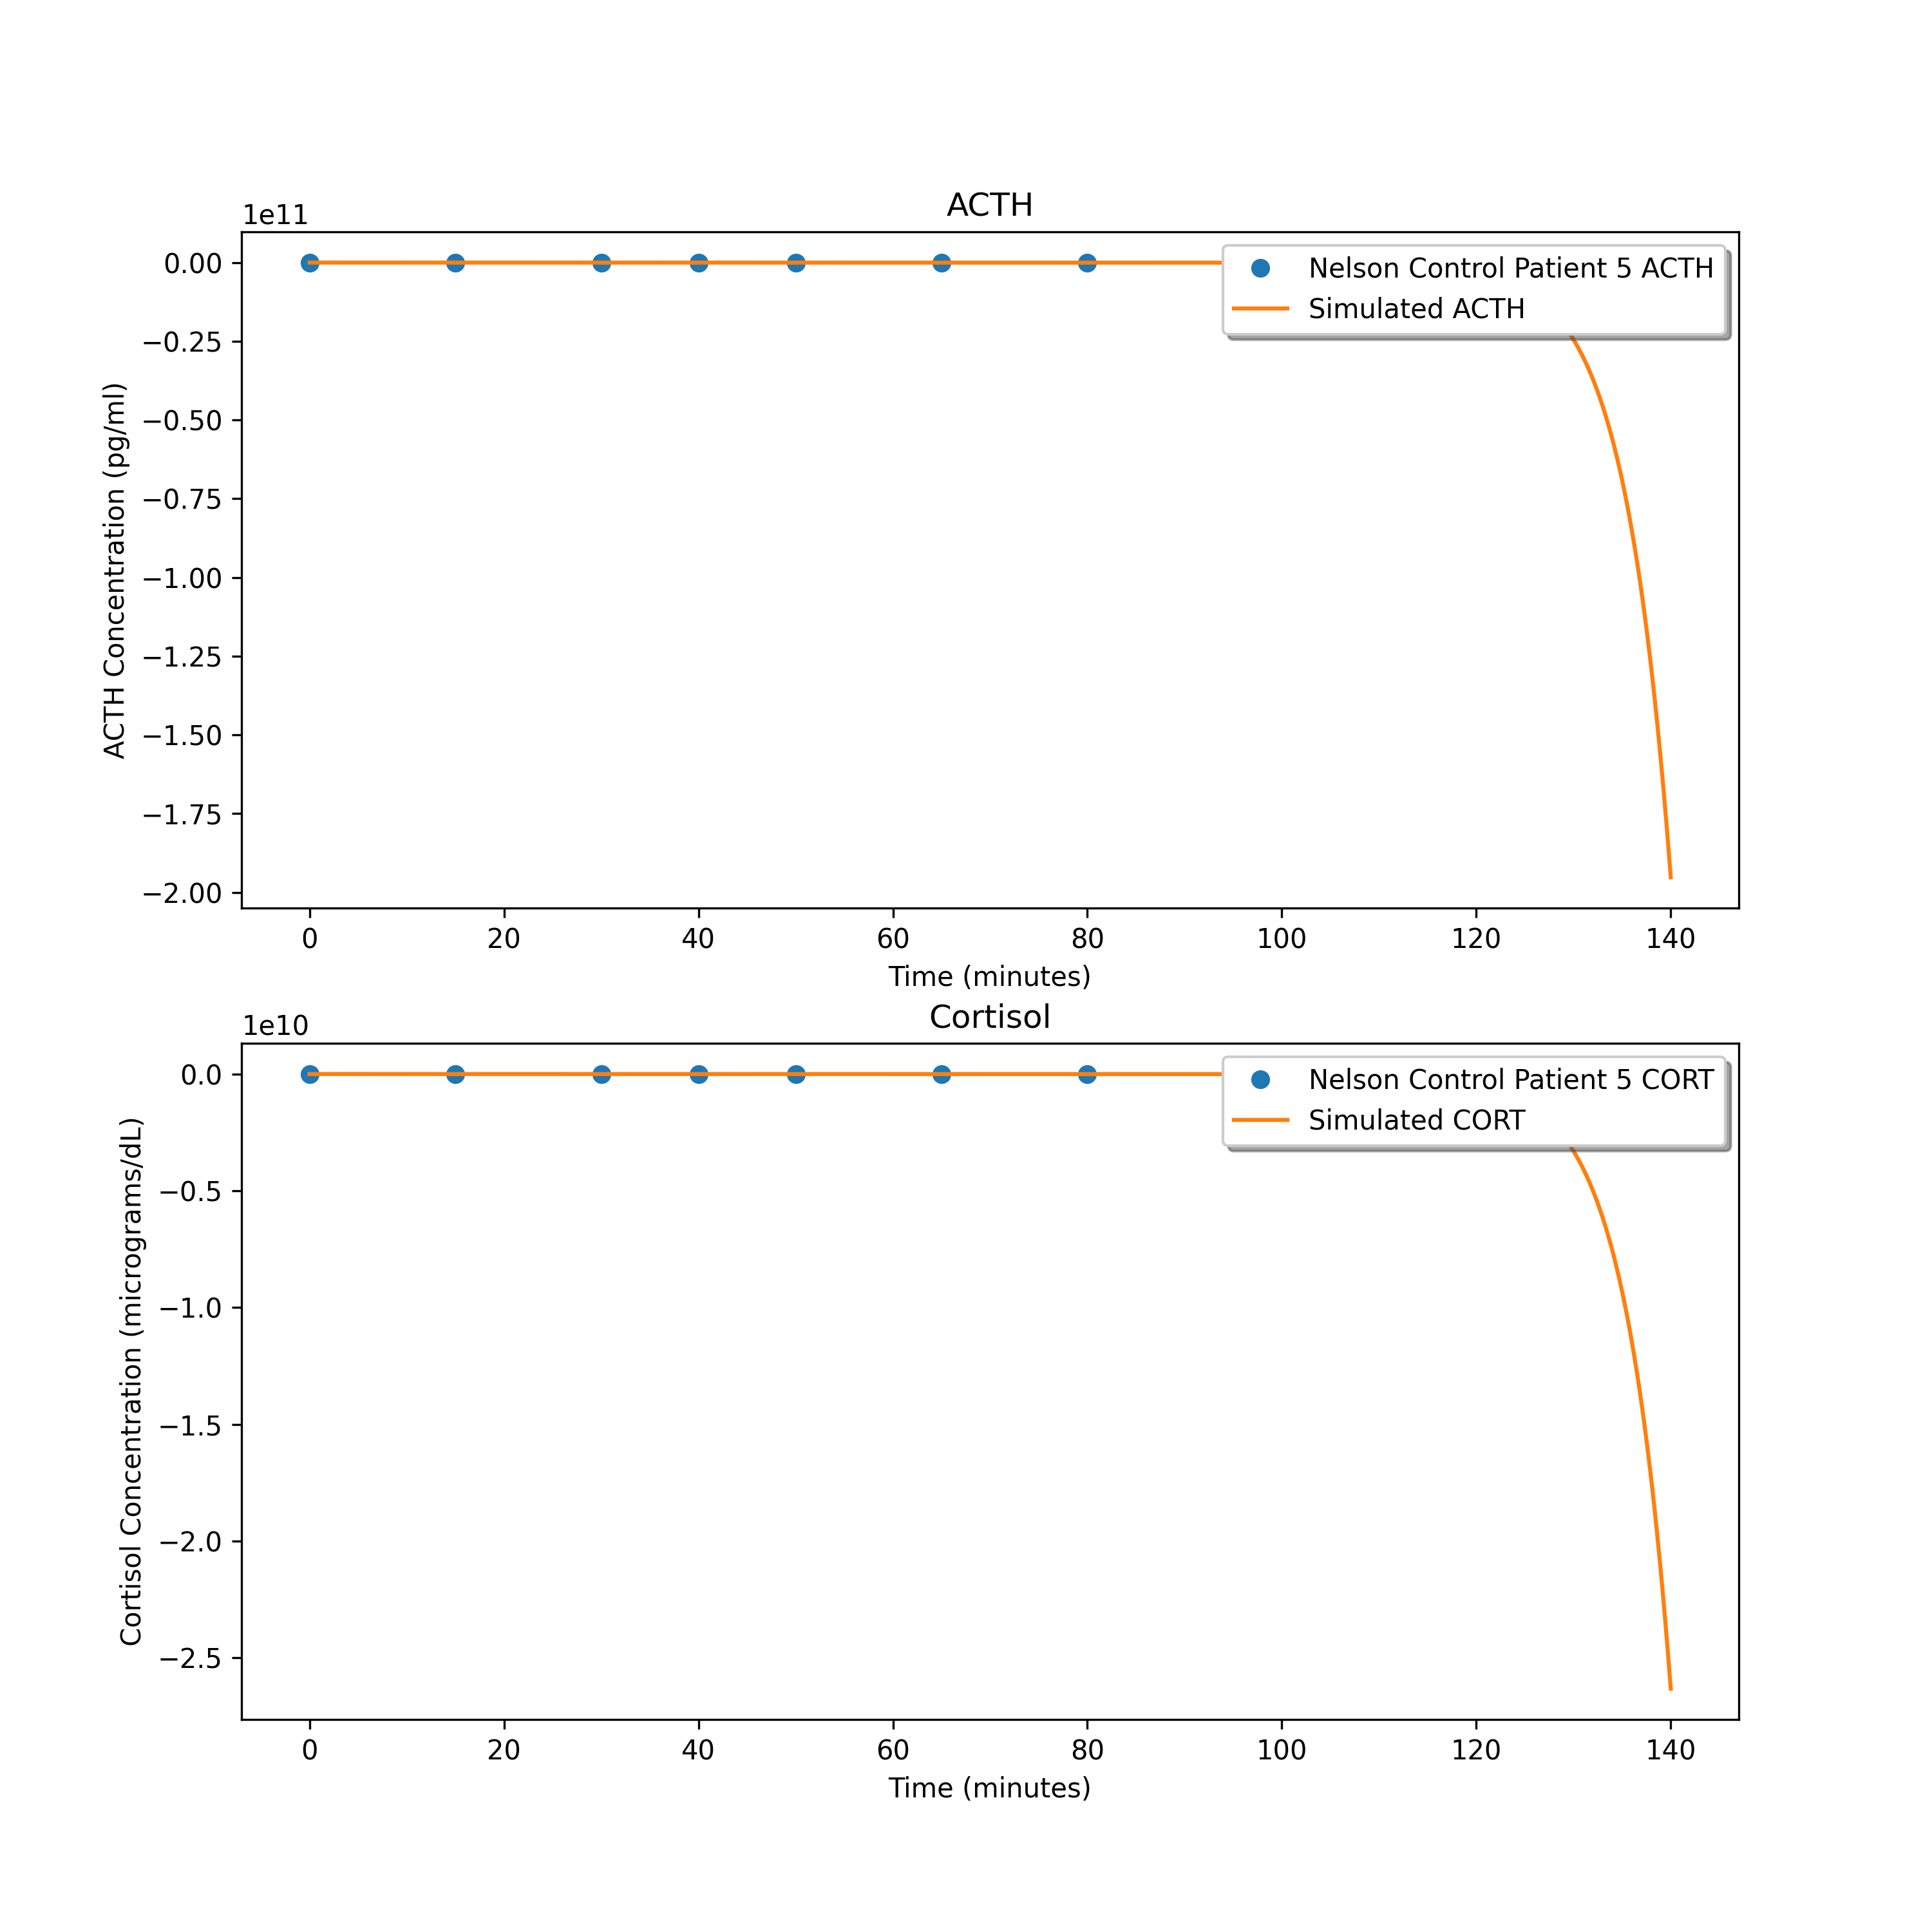 ACTH
1e11
0.00
−0.25
−0.50
−0.75
−1.00
−1.25
−1.50
−1.75
−2.00
ACTH Concentration (pg/ml)
Nelson Control Patient 5 ACTH
Simulated ACTH
0 20 40 60 80 100 120 140
Time (minutes)
Cortisol
1e10
0.0
−0.5
−1.0
−1.5
−2.0
−2.5
Cortisol Concentration (micrograms/dL)
Nelson Control Patient 5 CORT
Simulated CORT
0 20 40 60 80 100 120 140
Time (minutes)